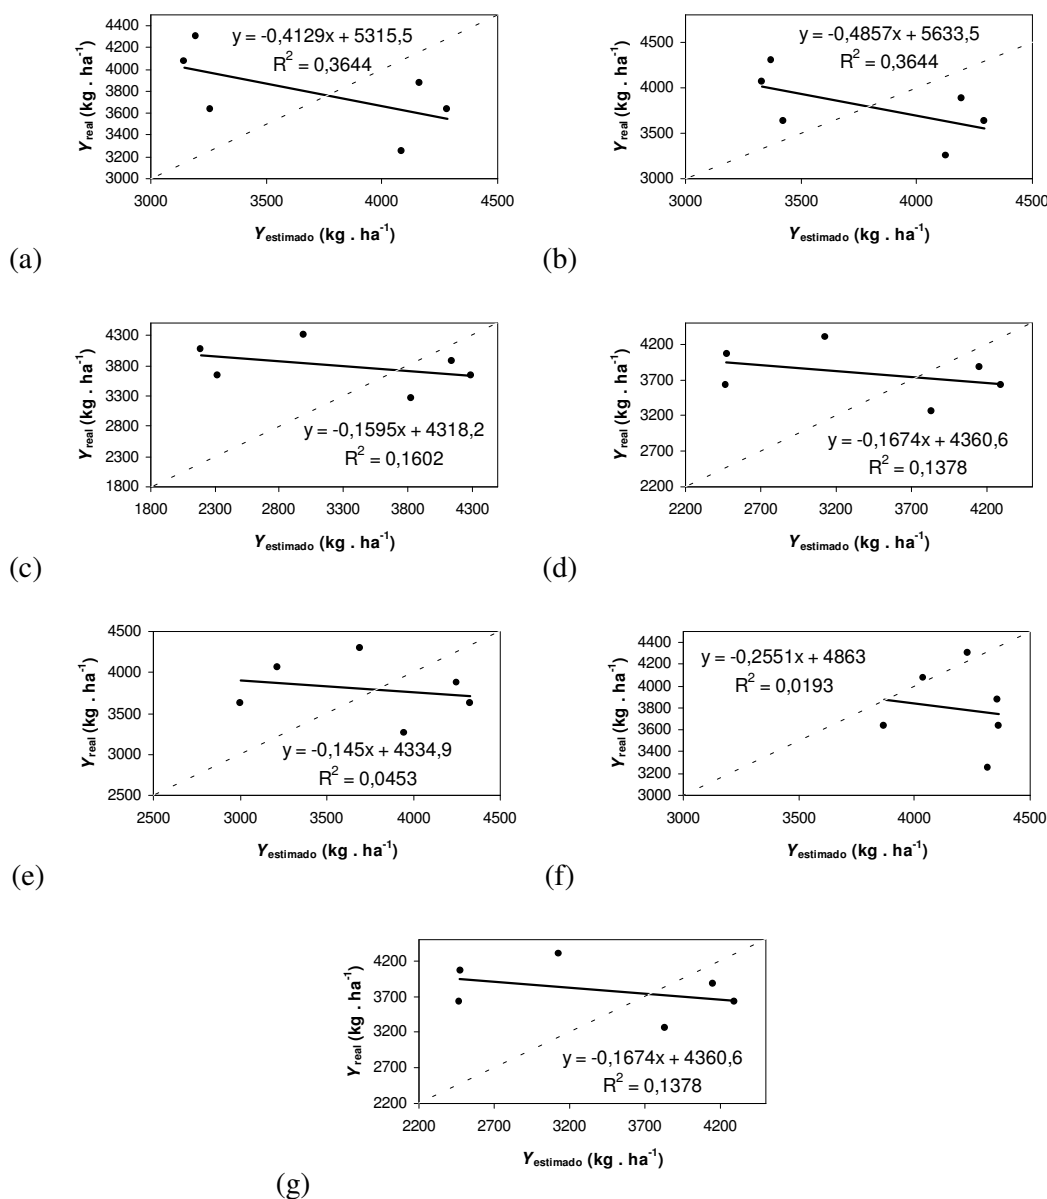 4400
4200
4000
3800
3600
3400
3200
3000
Y real (kg . ha-1)
y = -0,4129x + 5315,5
R2 = 0,3644
3000 3500 4000 4500
Y estimado (kg . ha-1)
(a)
4500
4000
3500
3000
Y real (kg . ha-1)
y = -0,4857x + 5633,5
R2 = 0,3644
3000 3500 4000 4500
Y estimado (kg . ha-1)
(b)
4300
3800
3300
2800
2300
1800
Y real (kg . ha-1)
y = -0,1595x + 4318,2
R2 = 0,1602
1800 2300 2800 3300 3800 4300
Y estimado (kg . ha-1)
(c)
4200
3700
3200
2700
2200
Y real (kg . ha-1)
y = -0,1674x + 4360,6
R2 = 0,1378
2200 2700 3200 3700 4200
Y estimado (kg . ha-1)
(d)
4500
4000
3500
3000
2500
Y real (kg . ha-1)
y = -0,145x + 4334,9
R2 = 0,0453
2500 3000 3500 4000 4500
Y estimado (kg . ha-1)
(e)
4400
4200
4000
3800
3600
3400
3200
3000
Y real (kg . ha-1)
y = -0,2551x + 4863
R2 = 0,0193
3000 3500 4000 4500
Y estimado (kg . ha-1)
(f)
4200
3700
3200
2700
2200
Y real (kg . ha-1)
y = -0,1674x + 4360,6
R2 = 0,1378
2200 2700 3200 3700 4200
Y estimado (kg . ha-1)
(g)